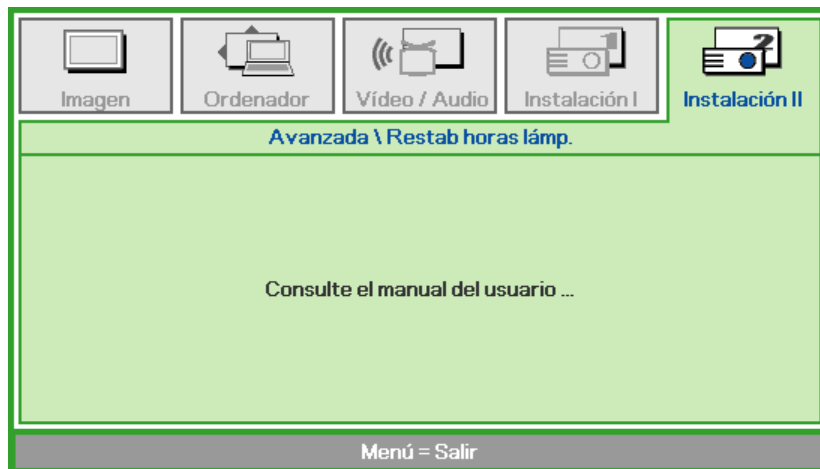 Imagen
Ordenador
Vídeo / Audio
Instalación I
Instalación II
Avanzada \ Restab horas lámp.
Consulte el manual del usuario ...
Menú = Salir